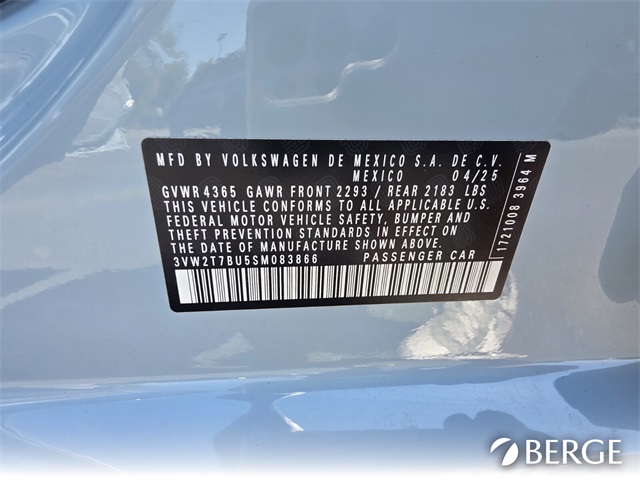 MFD BY VOLKSWAGEN DE MEXICO S.A. DE C.V.
MEXICO 04/25
GVWR 4365 GAWR FRONT 2293 / REAR 2183 LBS
THIS VEHICLE CONFORMS TO ALL APPLICABLE U.S.
FEDERAL MOTOR VEHICLE SAFETY, BUMPER AND
THEFT PREVENTION STANDARDS IN EFFECT ON
THE DATE OF MANUFACTURE SHOWN ABOVE.
3VW2T7BU5SM083866 PASSENGER CAR
1721008 3964 M
BERGE